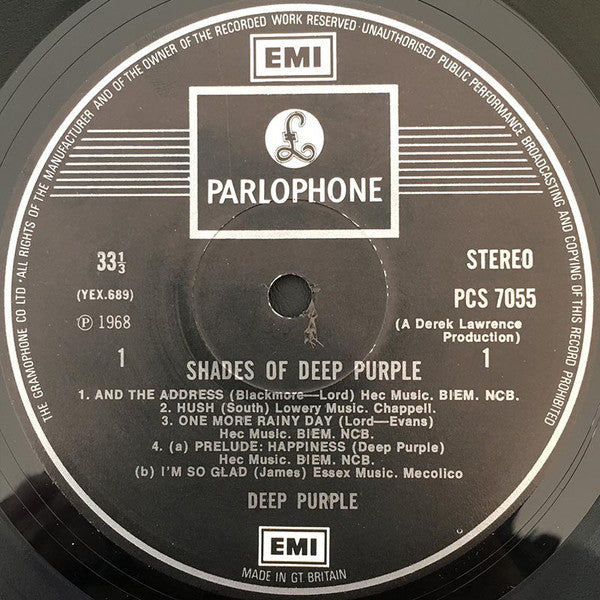 THE GRAMOPHONE CO LTD · ALL RIGHTS OF THE MANUFACTURER AND OF THE OWNER OF THE RECORDED WORK RESERVED · UNAUTHORISED PUBLIC PERFORMANCE BROADCASTING AND COPYING OF THIS RECORD PROHIBITED
EMI
£
PARLOPHONE
33⅓
STEREO
(YEX.689)
PCS 7055
Ⓟ 1968
(A Derek Lawrence
Production)
1
1
SHADES OF DEEP PURPLE
1. AND THE ADDRESS (Blackmore—Lord) Hec Music. BIEM. NCB.
2. HUSH (South) Lowery Music. Chappell.
3. ONE MORE RAINY DAY (Lord—Evans)
Hec Music. BIEM. NCB.
4. (a) PRELUDE: HAPPINESS (Deep Purple)
Hec Music. BIEM. NCB.
(b) I'M SO GLAD (James) Essex Music. Mecolico
DEEP PURPLE
EMI
MADE IN GT BRITAIN